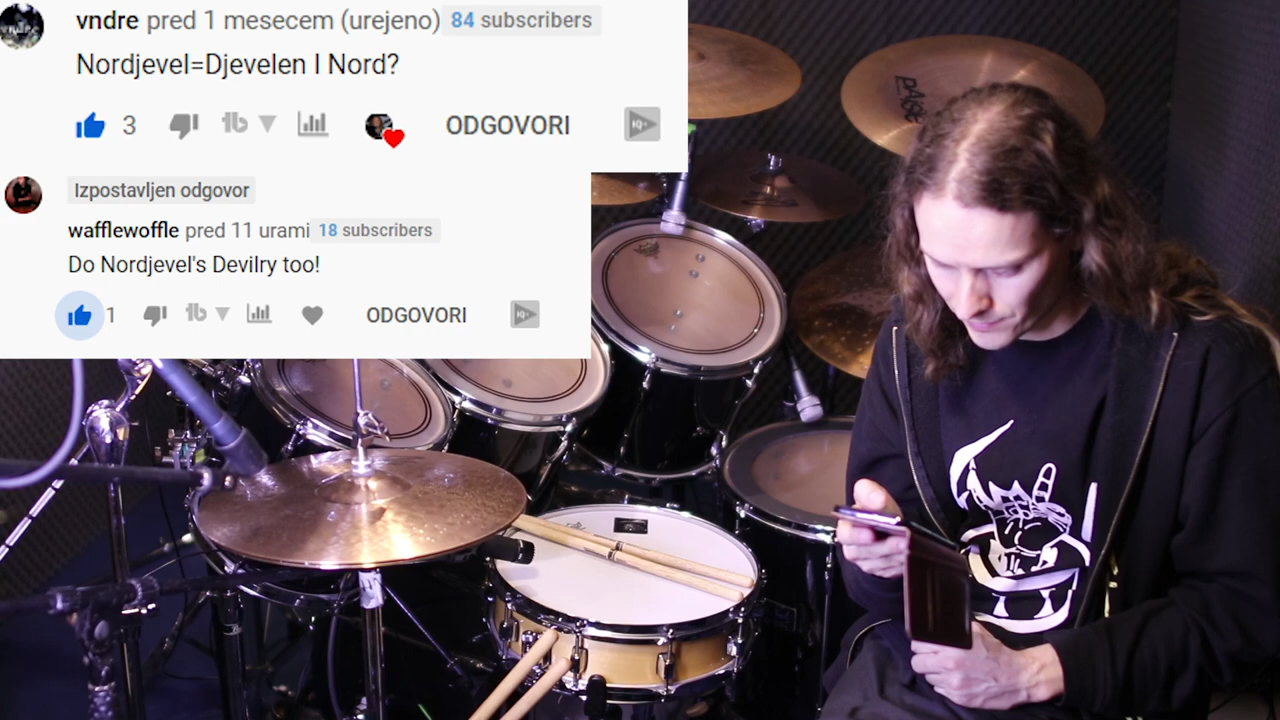 vndre pred 1 mesecem (urejeno) 84 subscribers
Nordjevel=Djevelen I Nord?
3 ODGOVORI
Izpostavljen odgovor
wafflewoffle pred 11 urami 18 subscribers
Do Nordjevel's Devilry too!
1 ODGOVORI
PAISTE